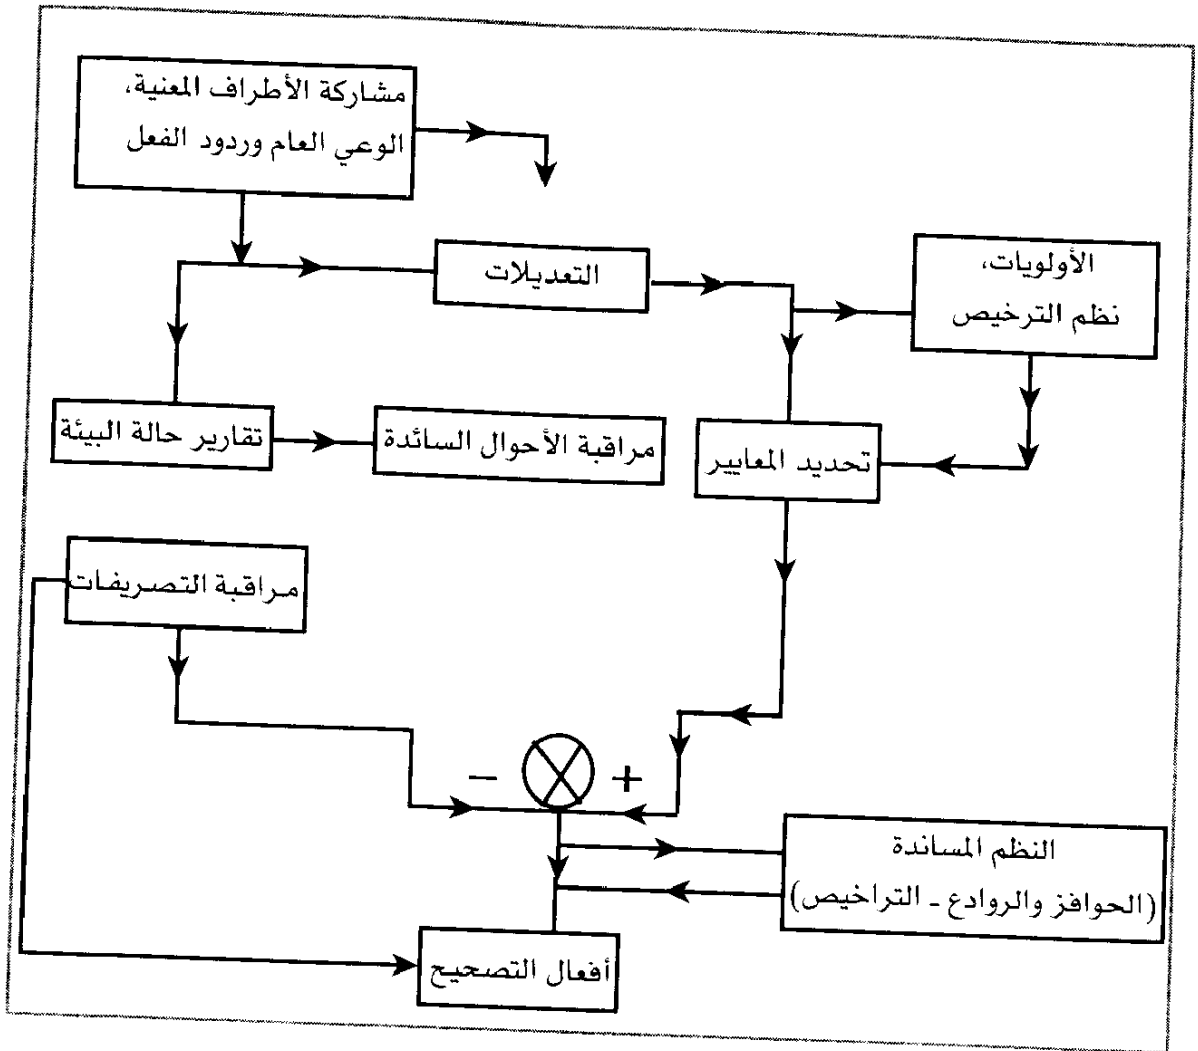 مشاركة الأطراف المعنية،
الوعي العام وردود الفعل
التعديلات
الأولويات،
نظم الترخيص
تقارير حالة البيئة
مراقبة الأحوال السائدة
تحديد المعايير
مراقبة التصريفات
− +
النظم المساندة
(الحوافز والروادع ـ التراخيص)
أفعال التصحيح